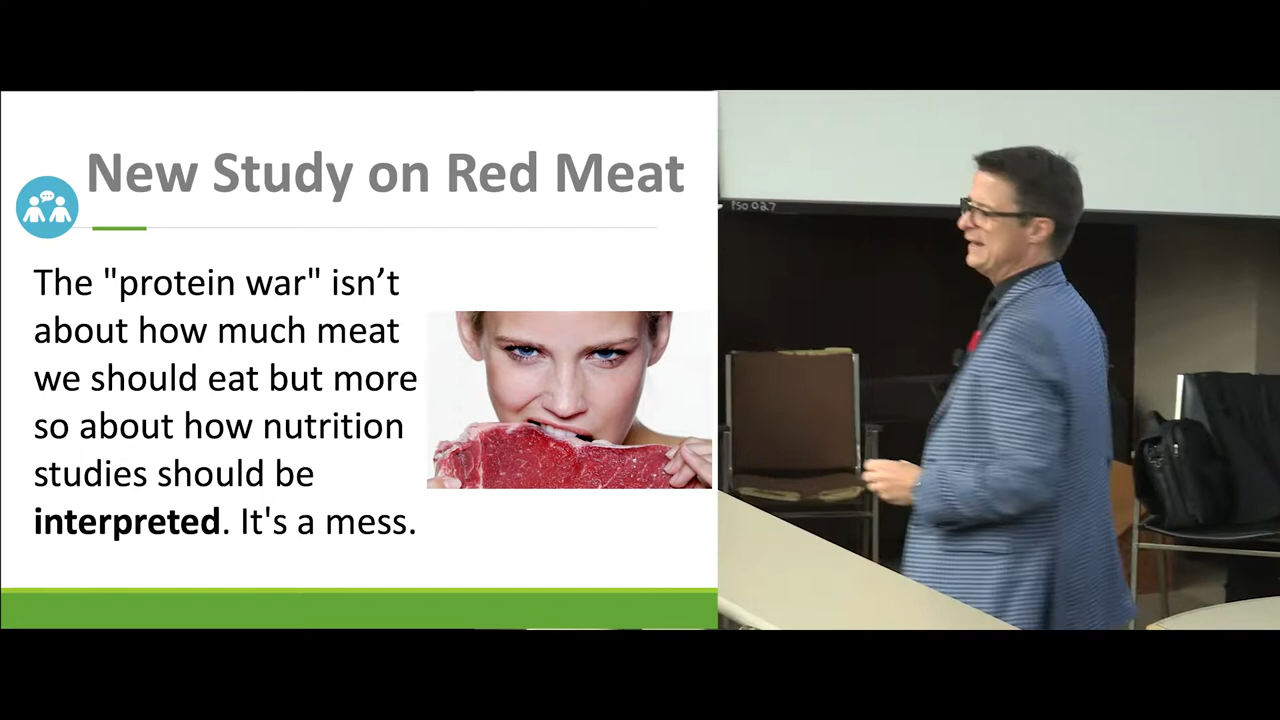 New Study on Red Meat
The "protein war" isn’t
about how much meat
we should eat but more
so about how nutrition
studies should be
interpreted. It's a mess.